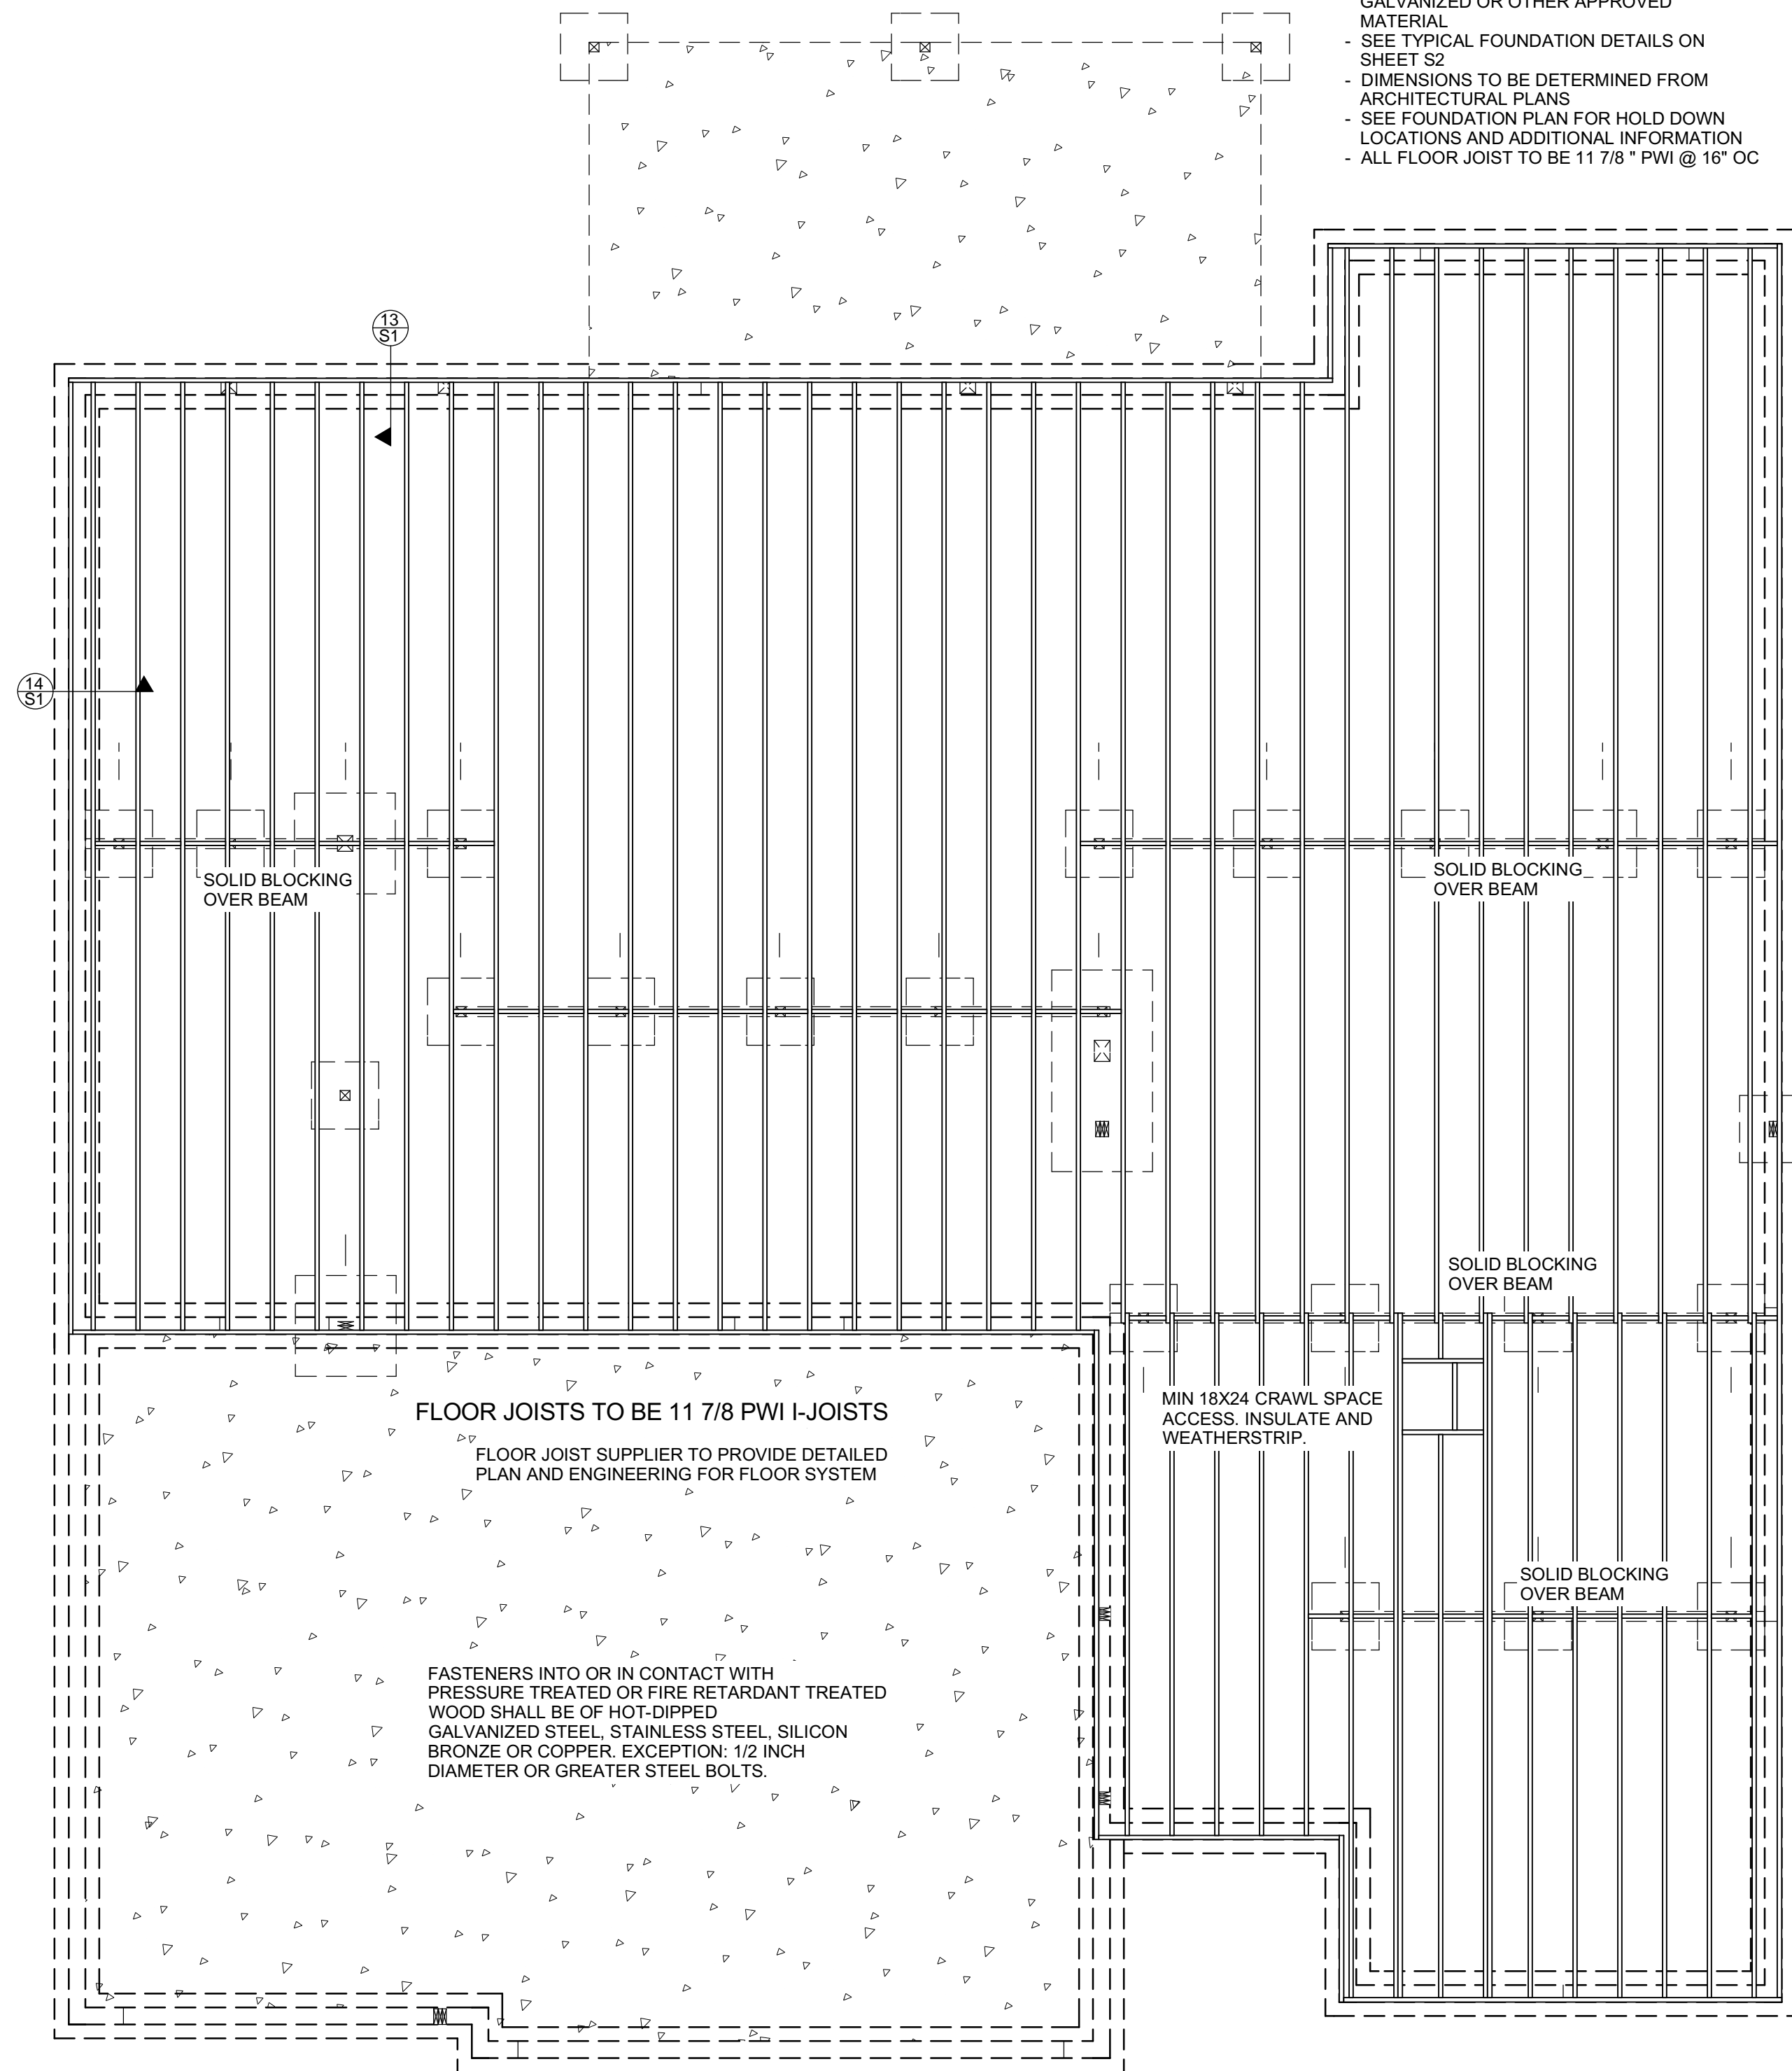 GALVANIZED OR OTHER APPROVED
MATERIAL
- SEE TYPICAL FOUNDATION DETAILS ON
SHEET S2
- DIMENSIONS TO BE DETERMINED FROM
ARCHITECTURAL PLANS
- SEE FOUNDATION PLAN FOR HOLD DOWN
LOCATIONS AND ADDITIONAL INFORMATION
- ALL FLOOR JOIST TO BE 11 7/8 " PWI @ 16" OC
13
S1
14
S1
SOLID BLOCKING
OVER BEAM
SOLID BLOCKING
OVER BEAM
SOLID BLOCKING
OVER BEAM
MIN 18X24 CRAWL SPACE
ACCESS. INSULATE AND
WEATHERSTRIP.
FLOOR JOISTS TO BE 11 7/8 PWI I-JOISTS
FLOOR JOIST SUPPLIER TO PROVIDE DETAILED
PLAN AND ENGINEERING FOR FLOOR SYSTEM
SOLID BLOCKING
OVER BEAM
FASTENERS INTO OR IN CONTACT WITH
PRESSURE TREATED OR FIRE RETARDANT TREATED
WOOD SHALL BE OF HOT-DIPPED
GALVANIZED STEEL, STAINLESS STEEL, SILICON
BRONZE OR COPPER. EXCEPTION: 1/2 INCH
DIAMETER OR GREATER STEEL BOLTS.